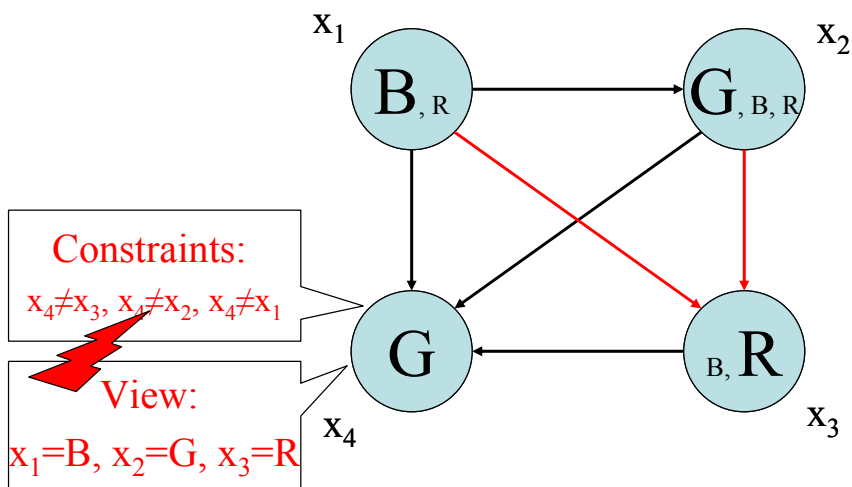 x₁
x₂
B, R
G, B, R
Constraints:
x₄≠x₃, x₄≠x₂, x₄≠x₁
G
B, R
View:
x₁=B, x₂=G, x₃=R
x₄
x₃